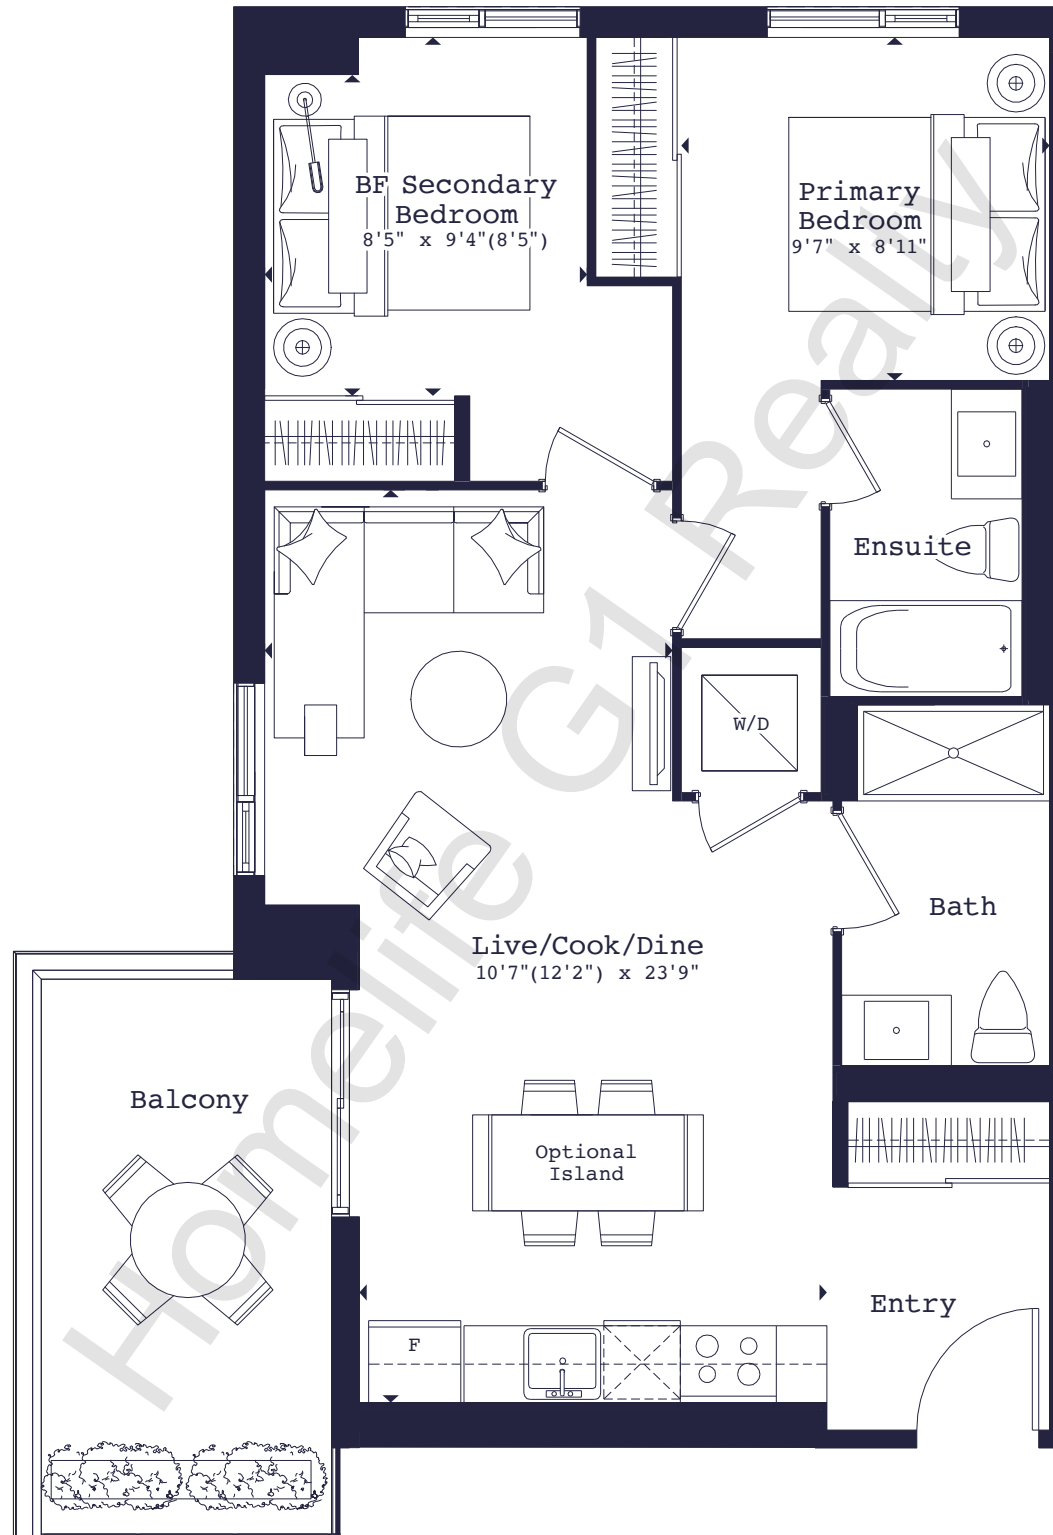 BF Secondary
Bedroom
8'5" x 9'4"(8'5")
Primary
Bedroom
9'7" x 8'11"
Ensuite
W/D
Bath
Live/Cook/Dine
10'7"(12'2") x 23'9"
Balcony
Optional
Island
Entry
F
Homelife G1 Realty